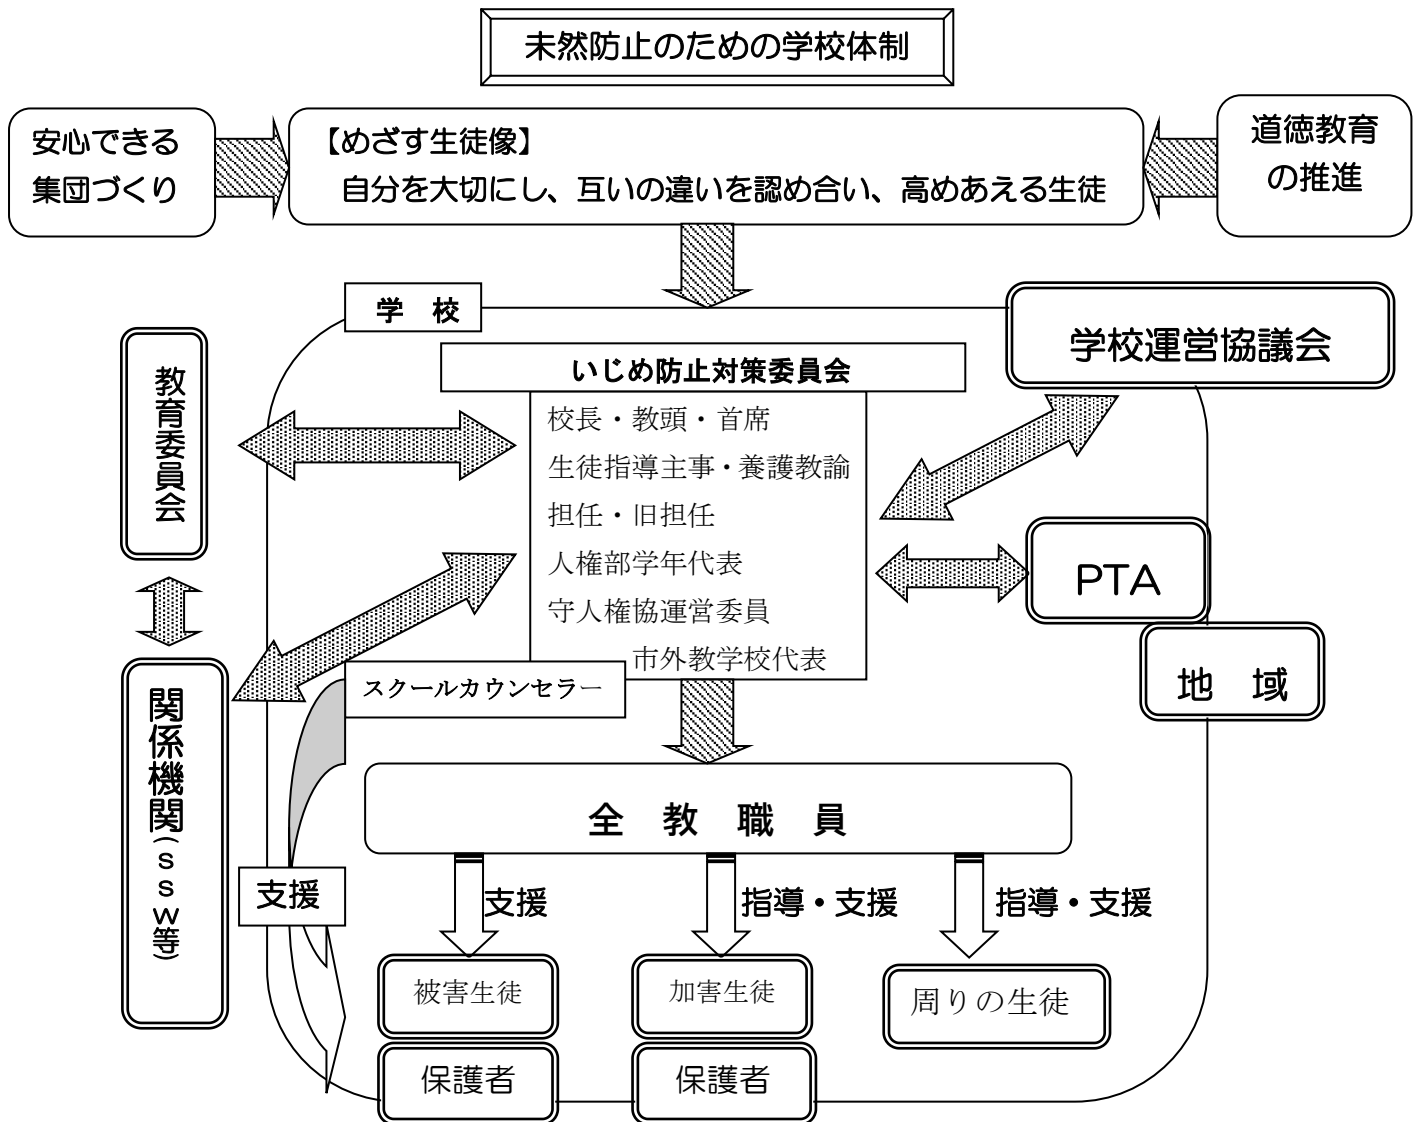 未然防止のための学校体制
安心できる
集団づくり
【めざす生徒像】
自分を大切にし、互いの違いを認め合い、高めあえる生徒
道徳教育
の推進
学　校
学校運営協議会
いじめ防止対策委員会
校長・教頭・首席
生徒指導主事・養護教諭
担任・旧担任
人権部学年代表
守人権協運営委員
市外教学校代表
教育委員会
PTA
地　域
スクールカウンセラー
関係機関(ｓｓｗ等)
全　教　職　員
支援
支援
指導・支援
指導・支援
被害生徒
加害生徒
周りの生徒
保護者
保護者